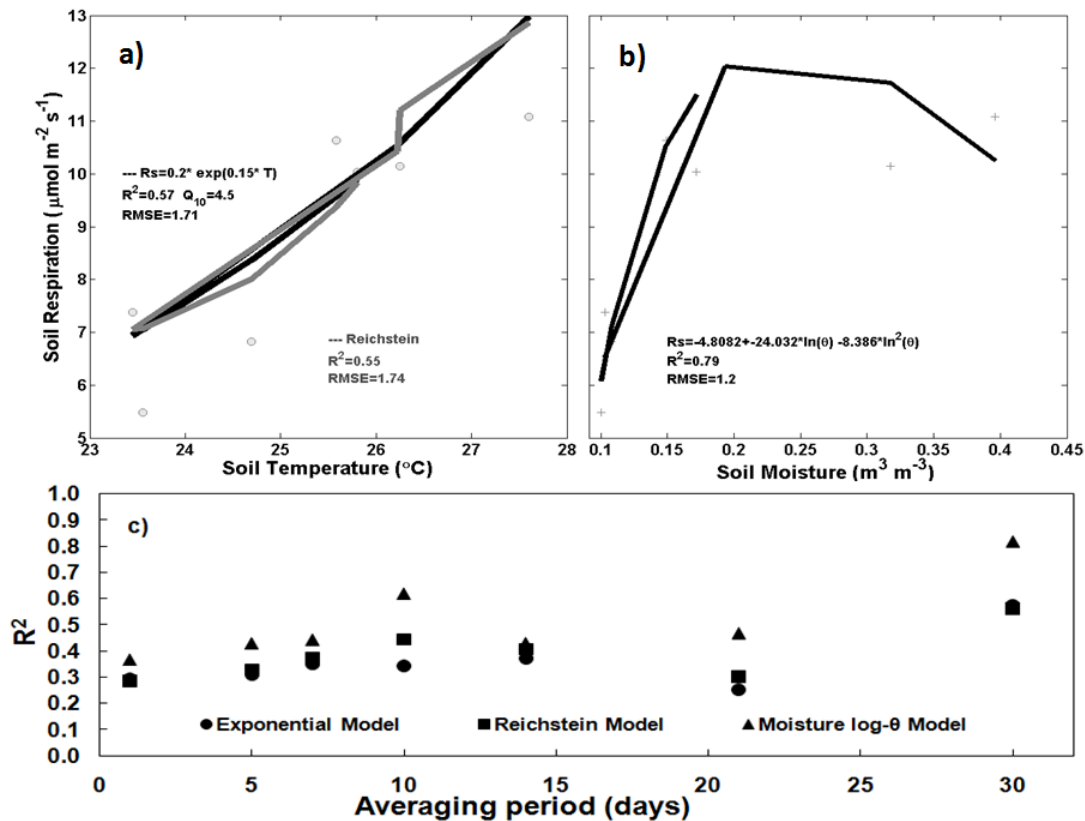 a)
b)
13
12
11
10
9
8
7
6
5
Soil Respiration ( μmol m-2 s-1)
--- Rs=0.2* exp(0.15* T)
R2=0.57 Q10=4.5
RMSE=1.71
--- Reichstein
R2=0.55
RMSE=1.74
23 24 25 26 27 28
Soil Temperature (°C)
Rs=-4.8082+-24.032*ln(θ) -8.386*ln2(θ)
R2=0.79
RMSE=1.2
0.1 0.15 0.2 0.25 0.3 0.35 0.4 0.45
Soil Moisture (m3 m-3)
c)
1.0
0.9
0.8
0.7
0.6
0.5
0.4
0.3
0.2
0.1
0.0
R2
Exponential Model Reichstein Model Moisture log-θ Model
0 5 10 15 20 25 30
Averaging period (days)